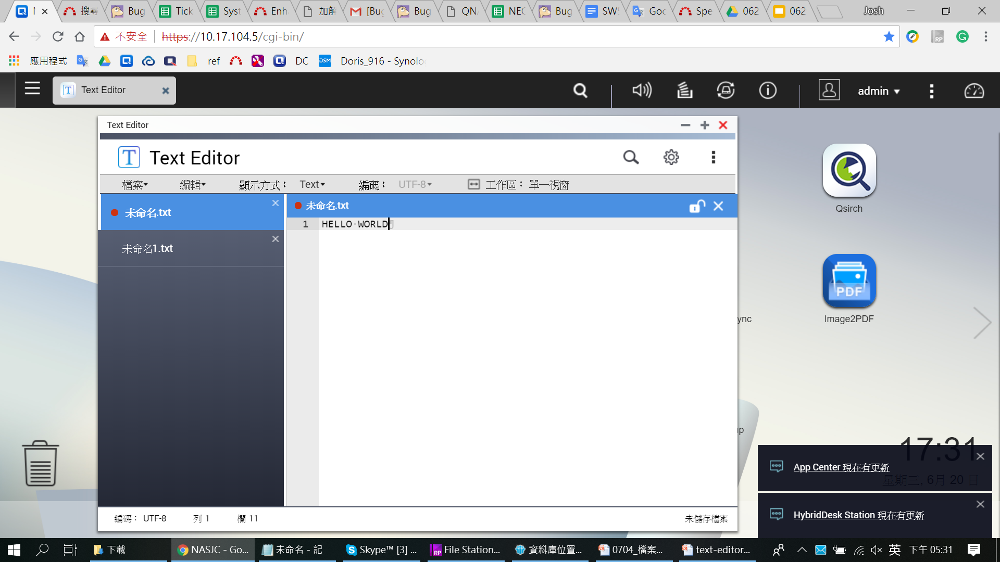 搜尋
Bug
Tick
Syst
Enh
加解
[Bug
Bug
QN
NEC
Bug
SW
Goo
Spe
062
062
Josh
不安全
https://10.17.104.5/cgi-bin/
應用程式
ref
DC
DSM
Doris_916 - Synolo
Text Editor
admin
Text Editor
Text Editor
檔案
編輯
顯示方式：
Text
編碼：
UTF-8
工作區：單一視窗
未命名.txt
未命名1.txt
未命名.txt
1
HELLO WORLD
編碼： UTF-8
列 1
欄 11
未儲存檔案
Qsirch
PDF
Image2PDF
ync
up
17:31
星期三, 6月 20 日
App Center 現在有更新
HybridDesk Station 現在有更新
下載
NASJC - Go...
未命名 - 記
Skype™ [3] ...
File Station...
資料庫位置...
0704_檔案...
text-editor...
英
下午 05:31